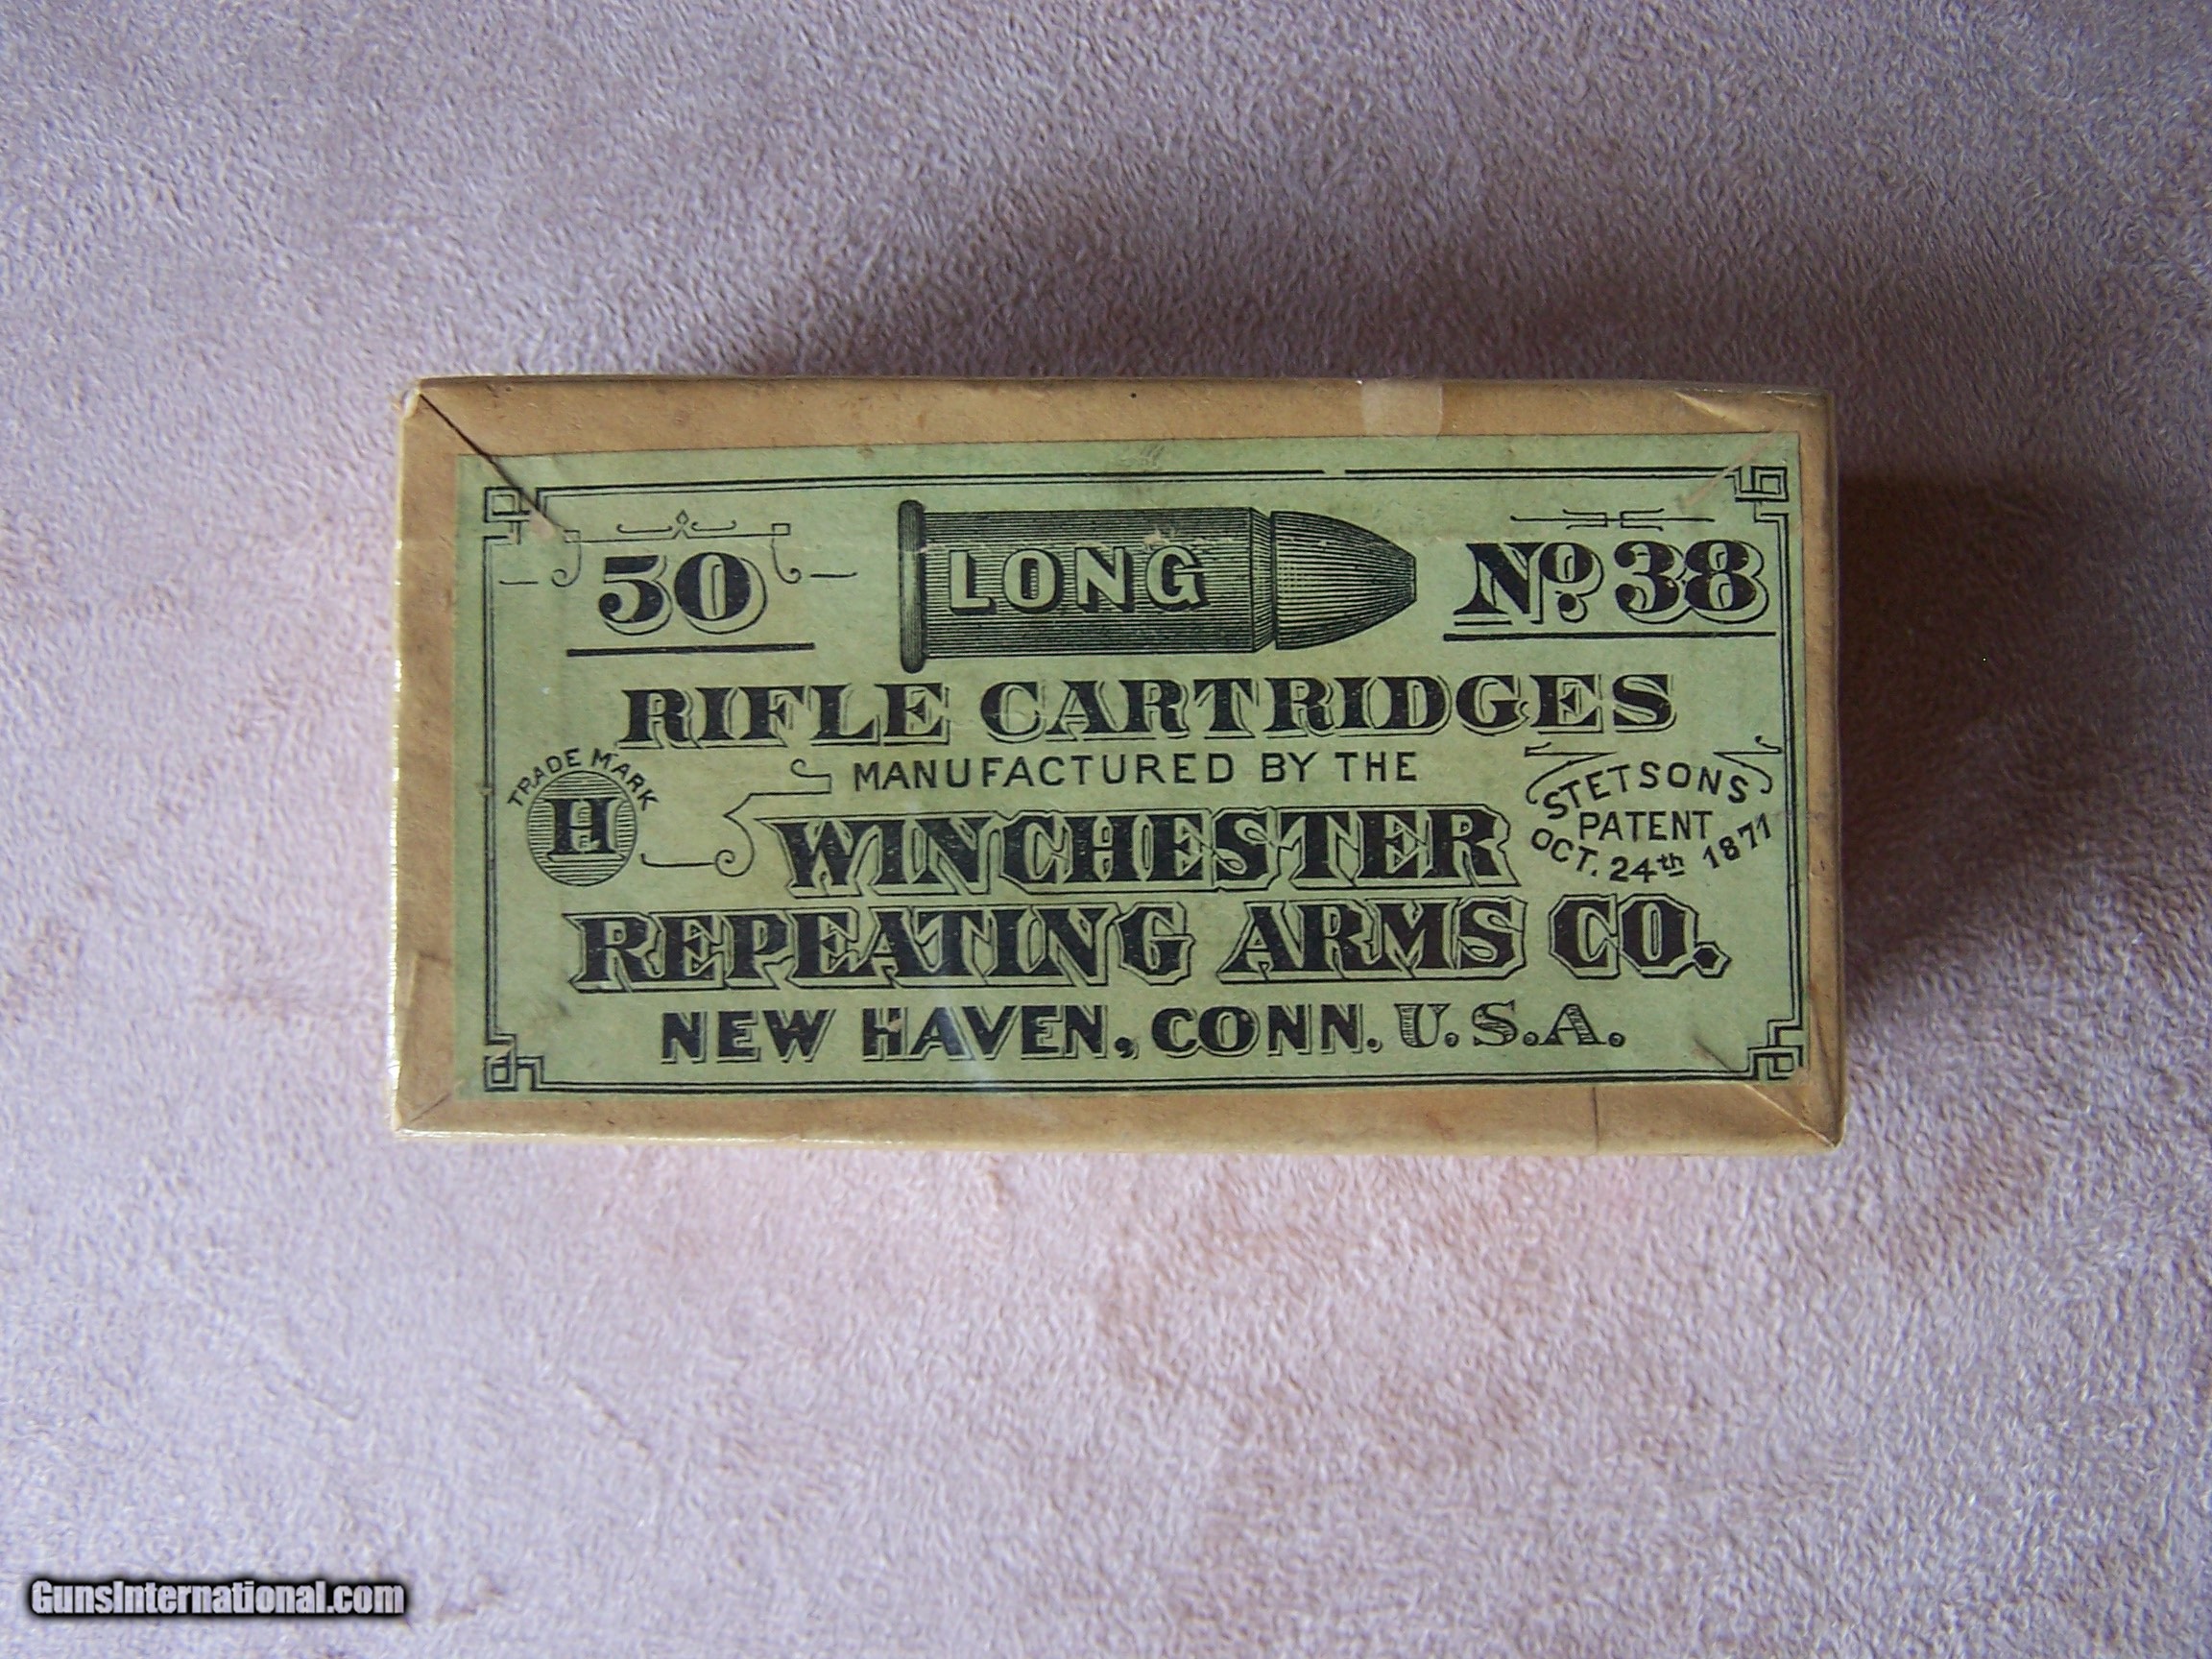 50 LONG No. 38
RIFLE CARTRIDGES
TRADE MARK
H
MANUFACTURED BY THE
STETSONS
PATENT
OCT. 24th 1871
WINCHESTER
REPEATING ARMS CO.
NEW HAVEN, CONN. U.S.A.
GunsInternational.com